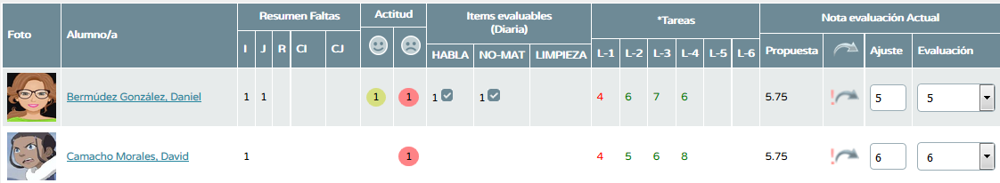 Foto Alumno/a Resumen Faltas Actitud Items evaluables (Diaria) *Tareas Nota evaluación Actual
I J R CI CJ HABLA NO-MAT LIMPIEZA L-1 L-2 L-3 L-4 L-5 L-6 Propuesta Ajuste Evaluación
Bermúdez González, Daniel 1 1 1 1 1 1 4 6 7 6 5.75 ! 5 5
Camacho Morales, David 1 1 4 5 6 8 5.75 ! 6 6